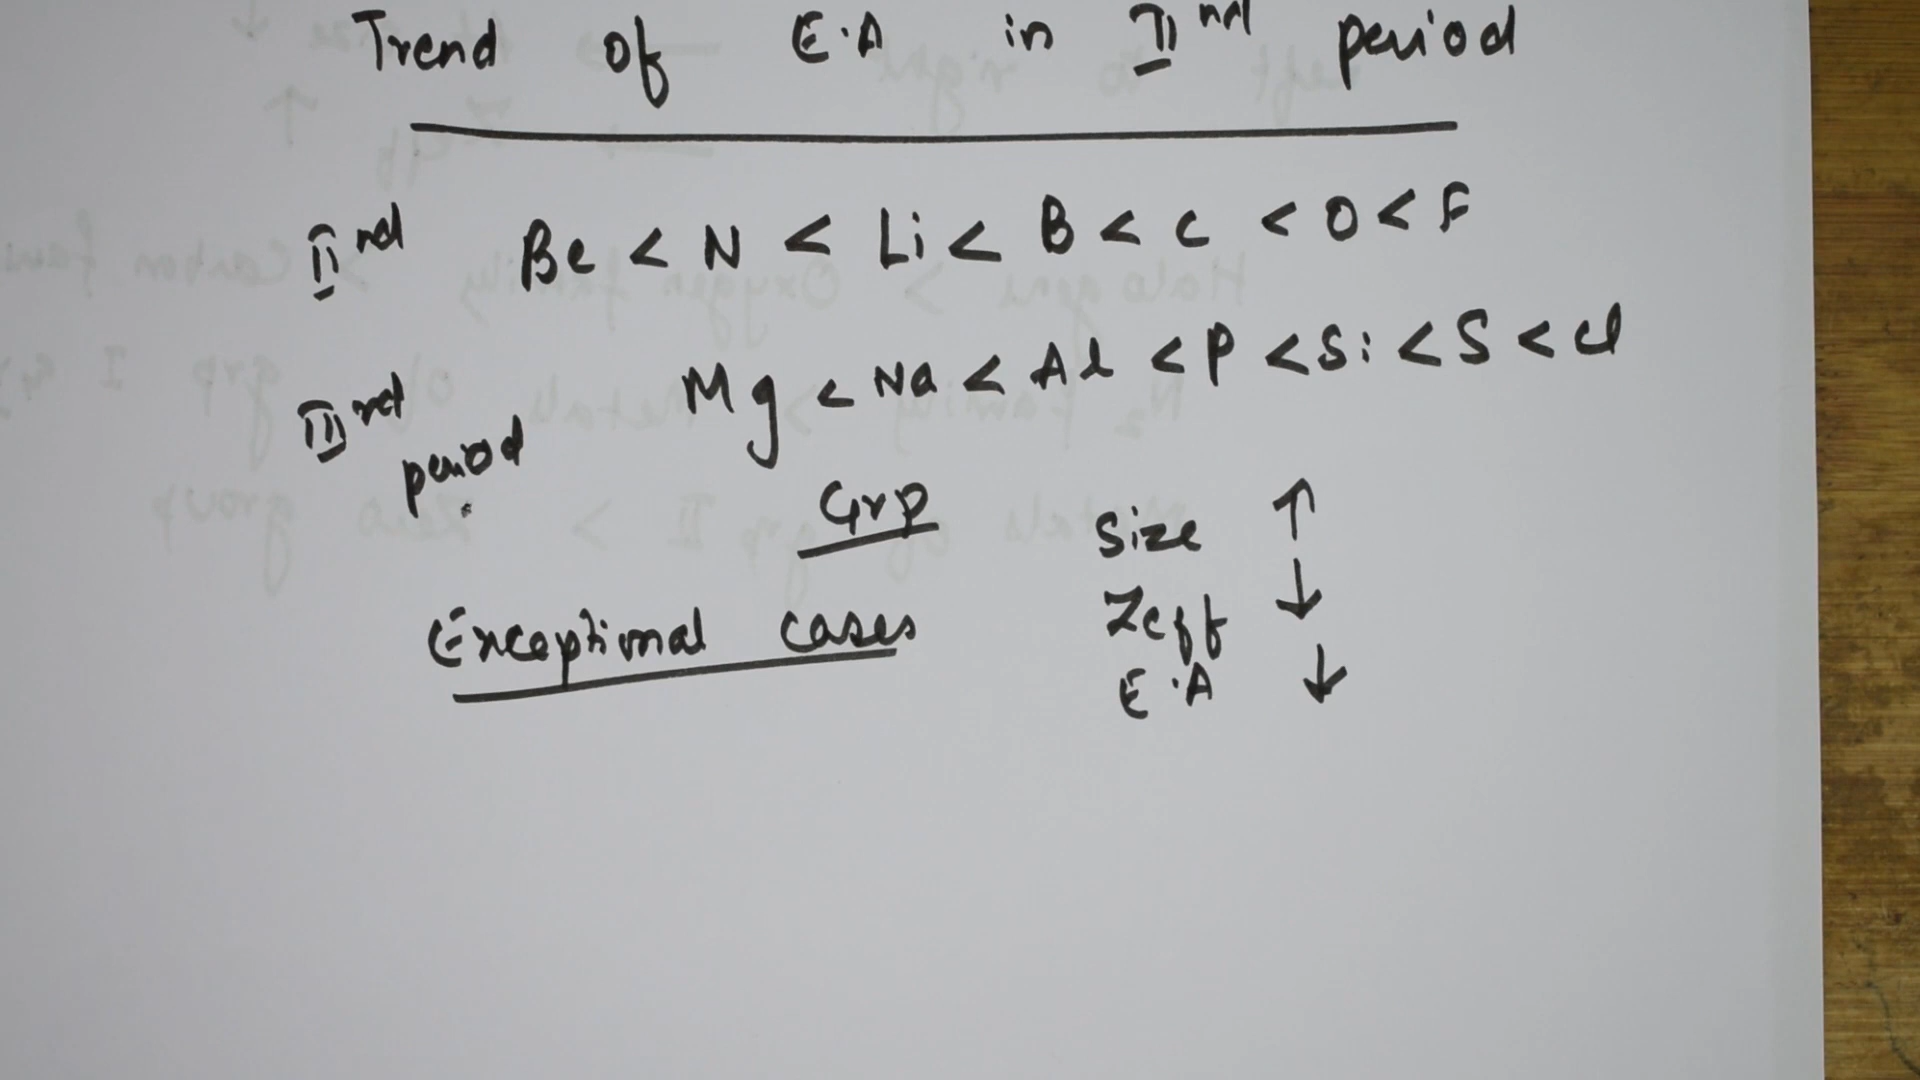 Trend of E.A in IInd period
IInd Be < N < Li < B < C < O < F
IIIrd period Mg < Na < Al < P < Si < S < Cl
Grp Size ↑
Exceptional cases Zeff ↓
E.A ↓